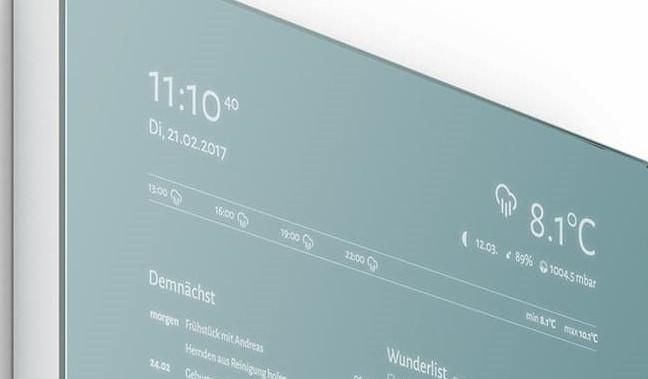 11:10 40
Di, 21.02.2017
8.1°C
12.03. 89% 1004.5 mbar
13:00 16:00 19:00 22:00
min 8.1°C max 10.1°C
Demnächst
morgen Frühstück mit Andreas
Hemden aus Reinigung holen
24.02
Wunderlist